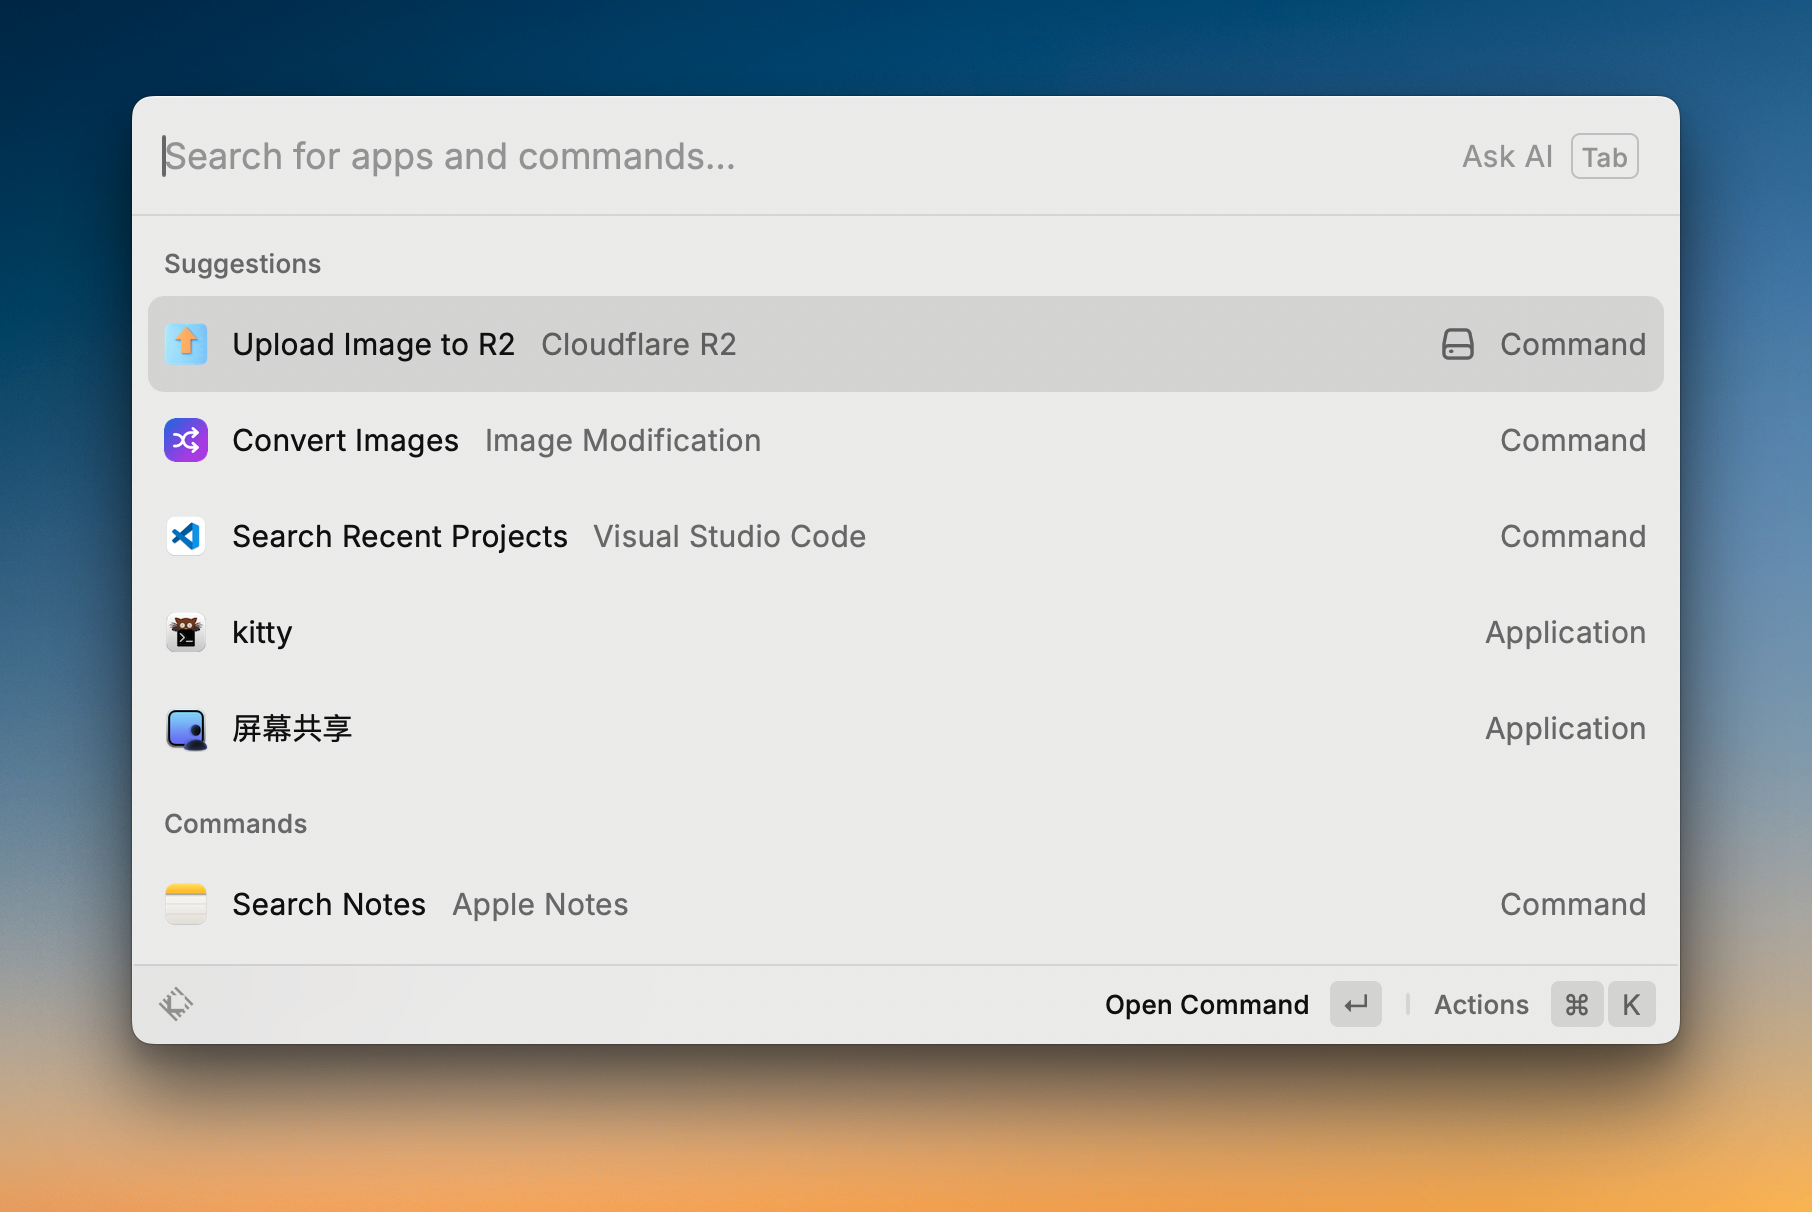 Search for apps and commands...
Ask AI Tab
Suggestions
Upload Image to R2 Cloudflare R2 Command
Convert Images Image Modification Command
Search Recent Projects Visual Studio Code Command
kitty Application
屏幕共享 Application
Commands
Search Notes Apple Notes Command
Open Command ↵ Actions ⌘ K